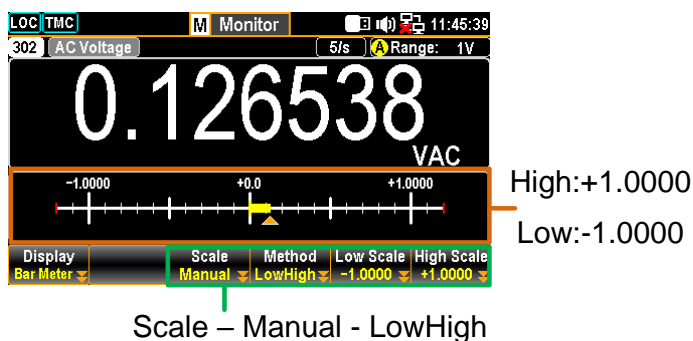 LOC TMC M Monitor 11:45:39
302 AC Voltage 5/s A Range: 1V
0.126538
VAC
-1.0000 +0.0 +1.0000
High:+1.0000
Low:-1.0000
Display Scale Method Low Scale High Scale
Bar Meter Manual LowHigh -1.0000 +1.0000
Scale – Manual - LowHigh